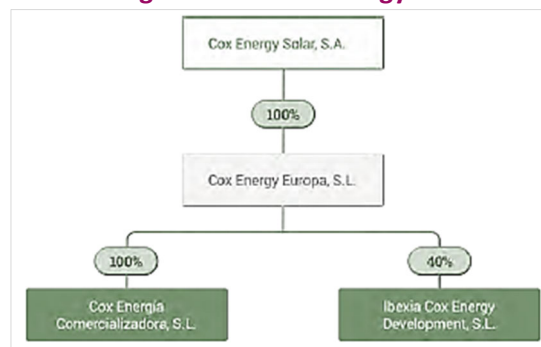 Cox Energy Solar, S.A.
100%
Cox Energy Europa, S.L.
100%
40%
Cox Energía
Comercializadora, S.L.
Ibexia Cox Energy
Development, S.L.